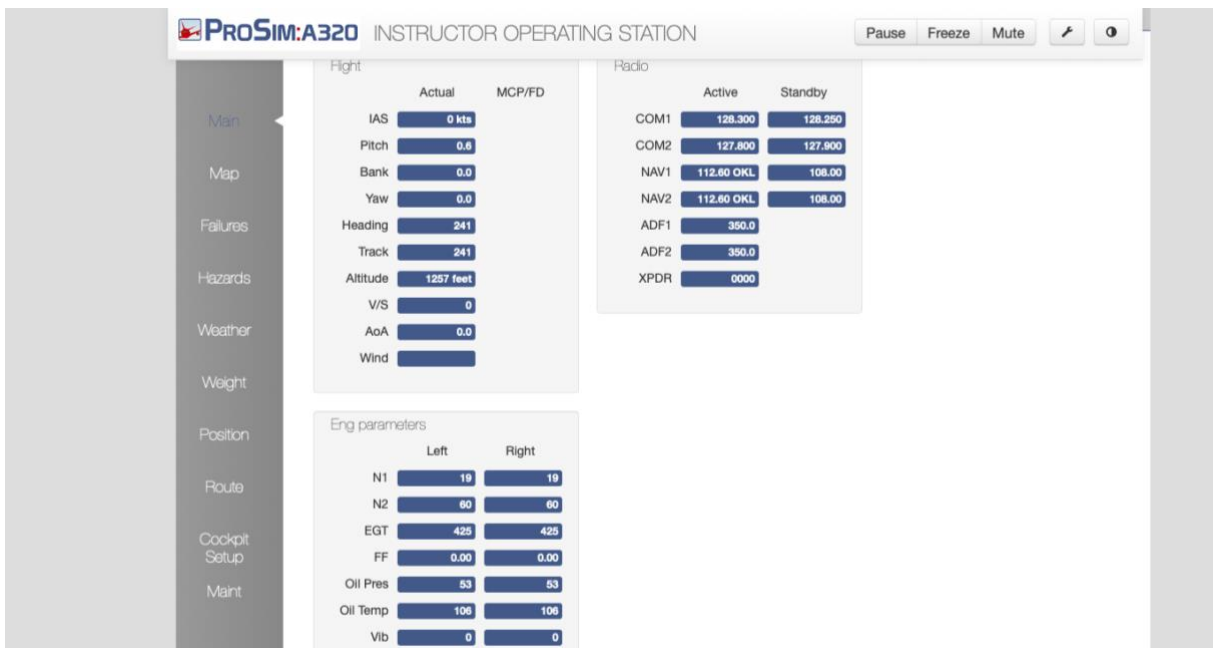 PROSIM:A320 INSTRUCTOR OPERATING STATION Pause Freeze Mute
Main
Map
Failures
Hazards
Weather
Weight
Position
Route
Cockpit
Setup
Maint
Flight
Actual MCP/FD
IAS 0 kts
Pitch 0.6
Bank 0.0
Yaw 0.0
Heading 241
Track 241
Altitude 1257 feet
V/S 0
AoA 0.0
Wind
Radio
Active Standby
COM1 128.300 128.250
COM2 127.800 127.900
NAV1 112.60 OKL 108.00
NAV2 112.60 OKL 108.00
ADF1 350.0
ADF2 350.0
XPDR 0000
Eng parameters
Left Right
N1 19 19
N2 60 60
EGT 425 425
FF 0.00 0.00
Oil Pres 53 53
Oil Temp 106 106
Vib 0 0